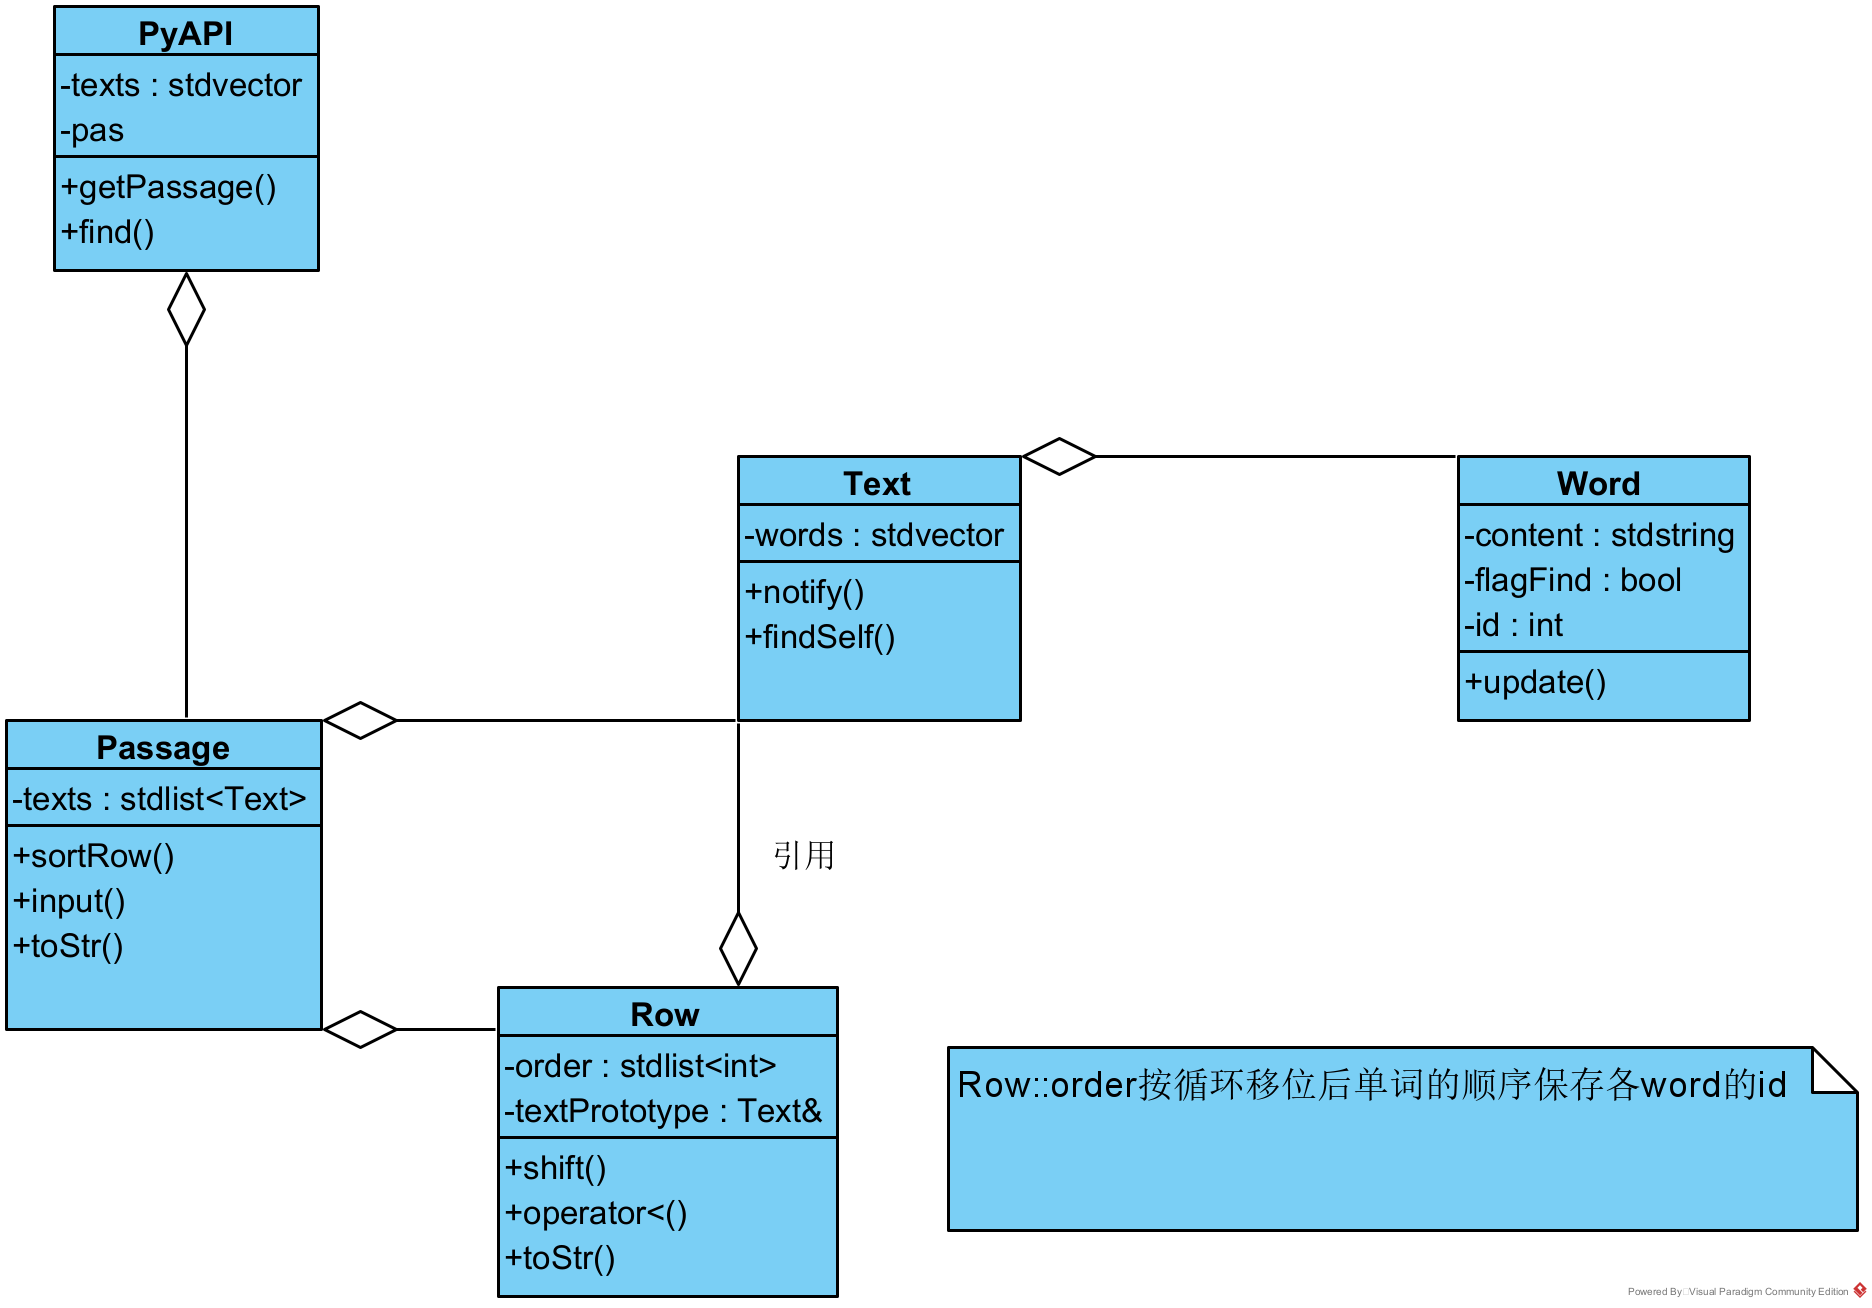 PyAPI
-texts : stdvector
-pas
+getPassage()
+find()
Text
-words : stdvector
+notify()
+findSelf()
Word
-content : stdstring
-flagFind : bool
-id : int
+update()
Passage
-texts : stdlist<Text>
+sortRow()
+input()
+toStr()
引用
Row
-order : stdlist<int>
-textPrototype : Text&
+shift()
+operator<()
+toStr()
Row::order按循环移位后单词的顺序保存各word的id
Powered By□Visual Paradigm Community Edition